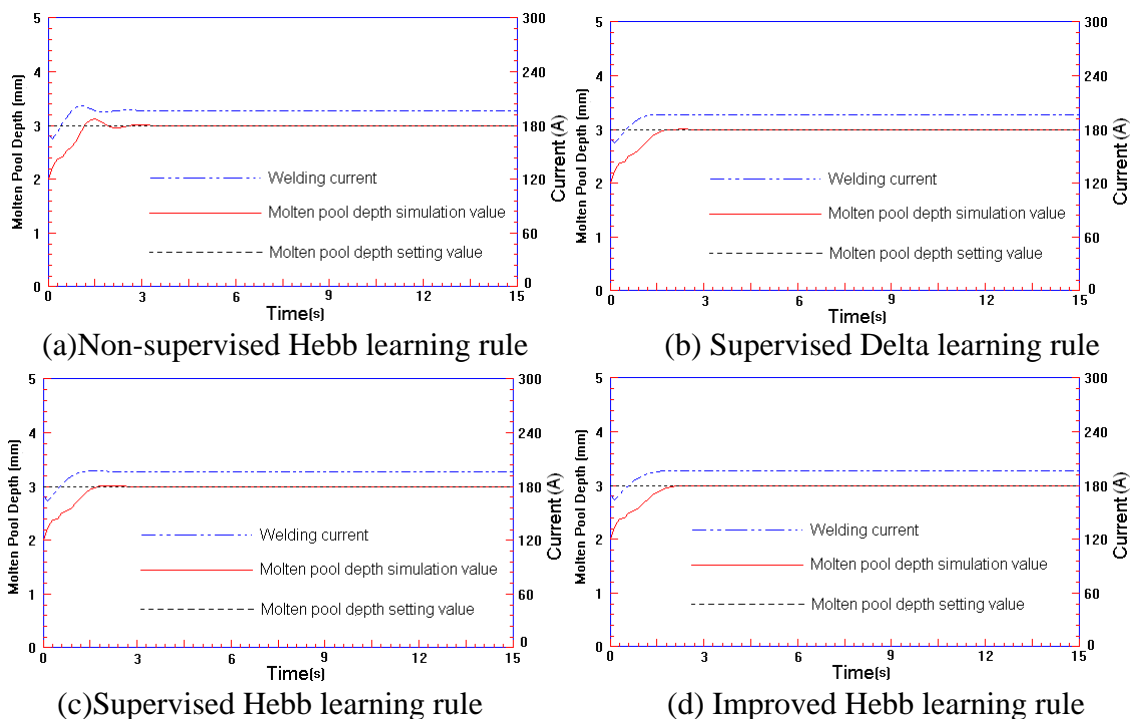 5
4
3
2
1
0
Molten Pool Depth [mm]
300
240
180
120
60
0
Current (A)
Welding current
Molten pool depth simulation value
Molten pool depth setting value
0
3
6
9
12
15
Time[s]
(a)Non-supervised Hebb learning rule
5
4
3
2
1
0
Molten Pool Depth [mm]
300
240
180
120
60
0
Current (A)
Welding current
Molten pool depth simulation value
Molten pool depth setting value
0
3
6
9
12
15
Time[s]
(b) Supervised Delta learning rule
5
4
3
2
1
0
Molten Pool Depth [mm]
300
240
180
120
60
0
Current (A)
Welding current
Molten pool depth simulation value
Molten pool depth setting value
0
3
6
9
12
15
Time[s]
(c)Supervised Hebb learning rule
5
4
3
2
1
0
Molten Pool Depth [mm]
300
240
180
120
60
0
Current (A)
Welding current
Molten pool depth simulation value
Molten pool depth setting value
0
3
6
9
12
15
Time[s]
(d) Improved Hebb learning rule